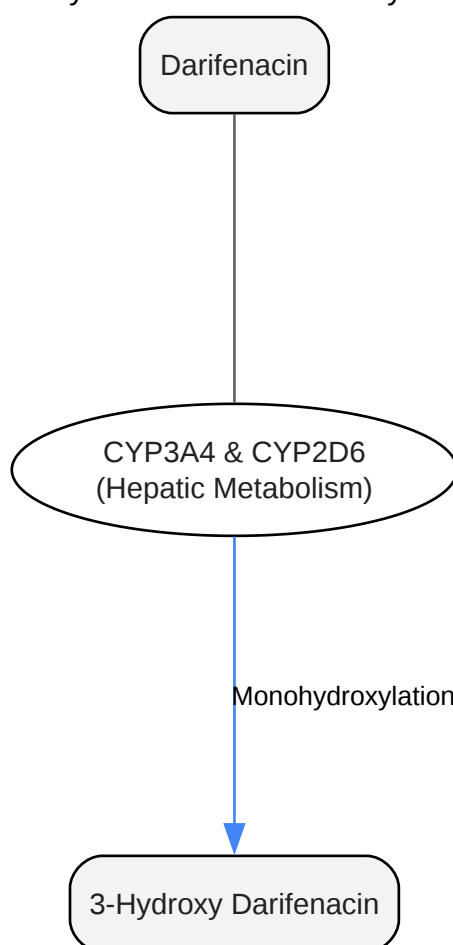 Darifenacin
CYP3A4 & CYP2D6
(Hepatic Metabolism)
Monohydroxylation
3-Hydroxy Darifenacin